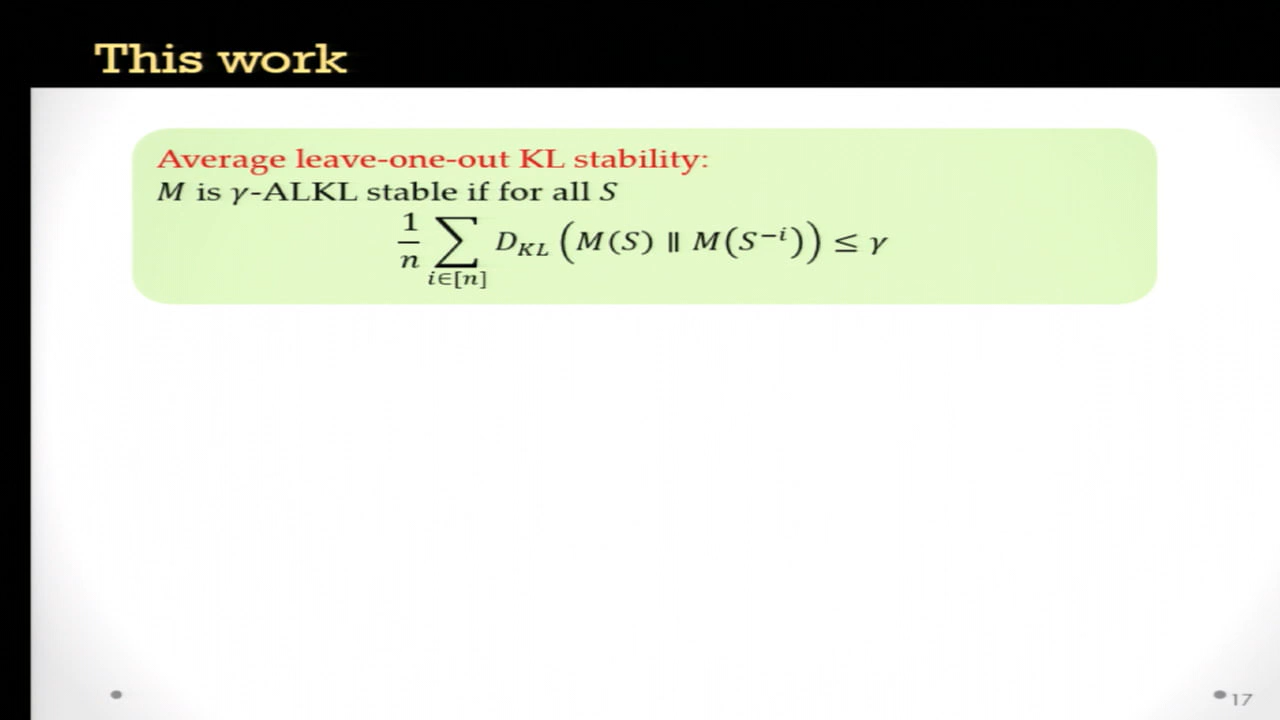 This work
Average leave-one-out KL stability:
M is γ-ALKL stable if for all S
1/n ∑_{i∈[n]} D_{KL} (M(S) ∥ M(S^{-i})) ≤ γ
17